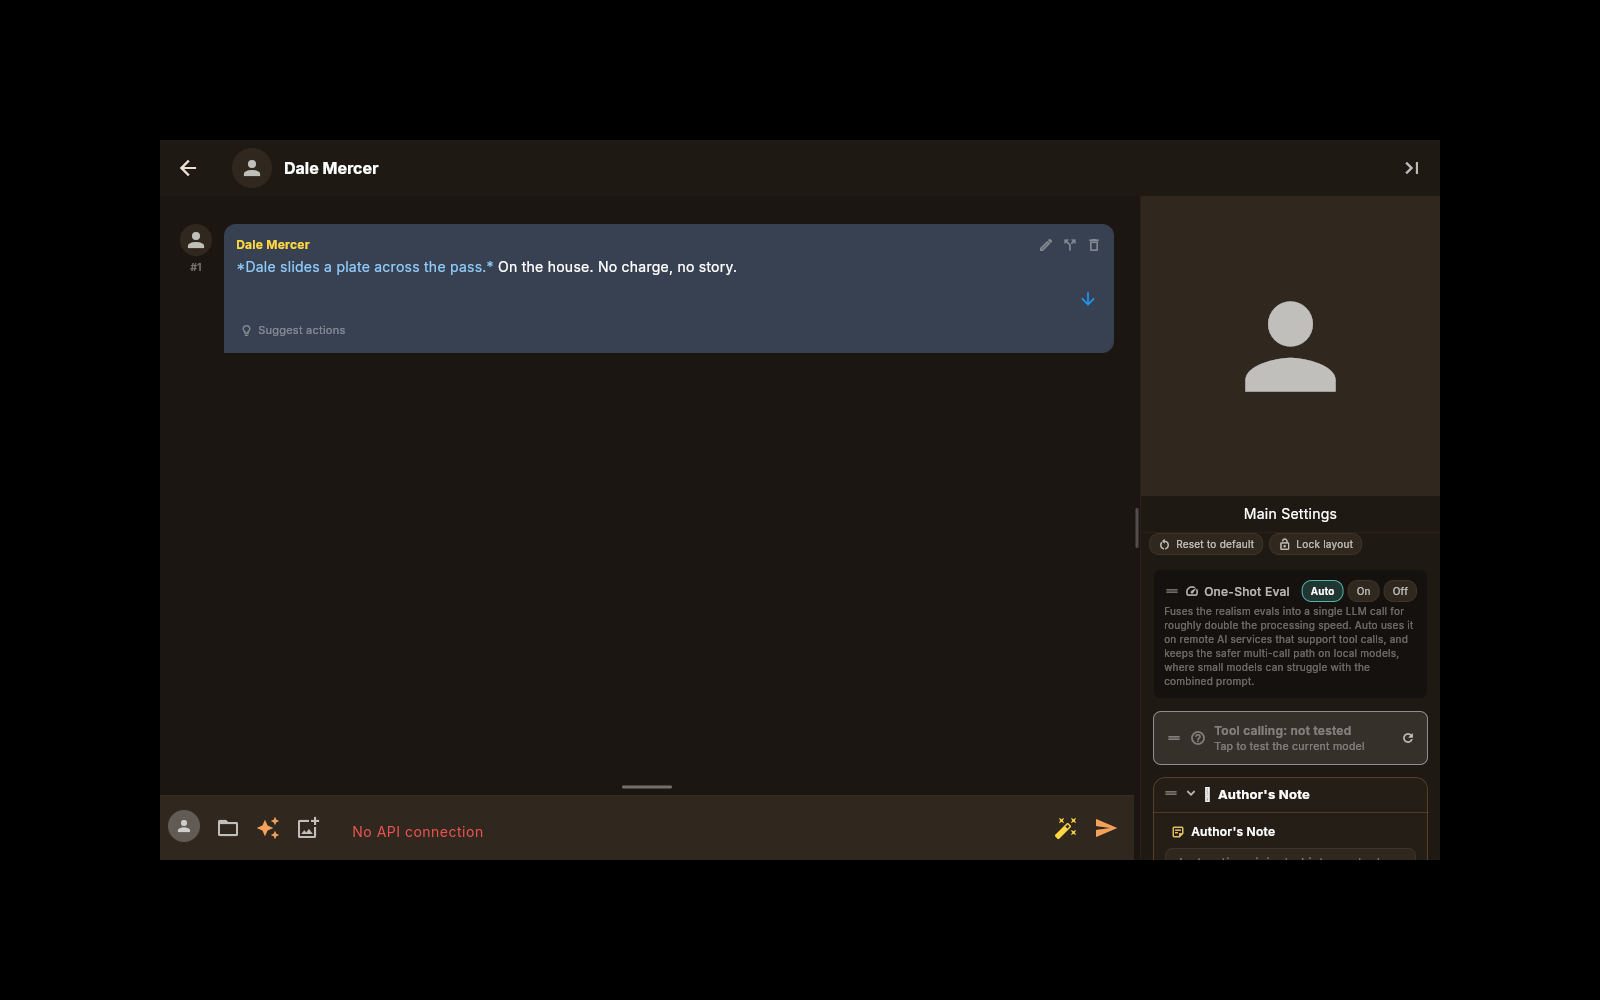 Dale Mercer
#1
Dale Mercer
*Dale slides a plate across the pass.* On the house. No charge, no story.
Suggest actions
Main Settings
Reset to default
Lock layout
One-Shot Eval
Auto
On
Off
Fuses the realism evals into a single LLM call for
roughly double the processing speed. Auto uses it
on remote AI services that support tool calls, and
keeps the safer multi-call path on local models,
where small models can struggle with the
combined prompt.
Tool calling: not tested
Tap to test the current model
Author's Note
Author's Note
No API connection